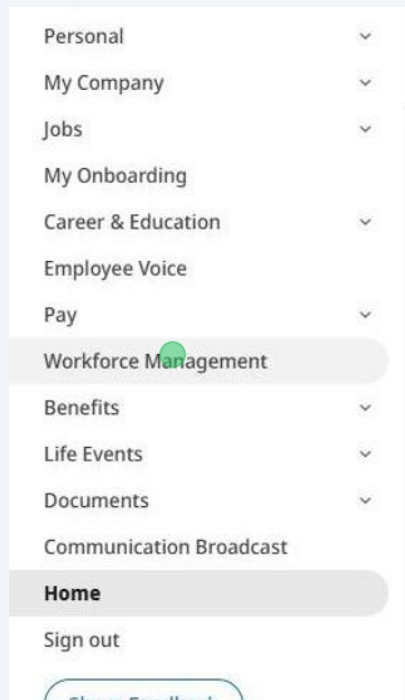 Personal
My Company
Jobs
My Onboarding
Career & Education
Employee Voice
Pay
Workforce Management
Benefits
Life Events
Documents
Communication Broadcast
Home
Sign out